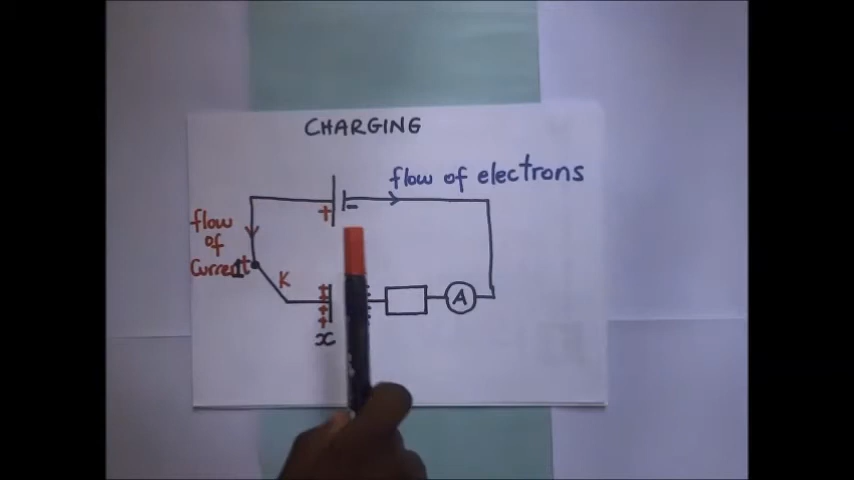 CHARGING
flow of electrons
+ -
flow
of
Current
K
+
+
+
+
A
x